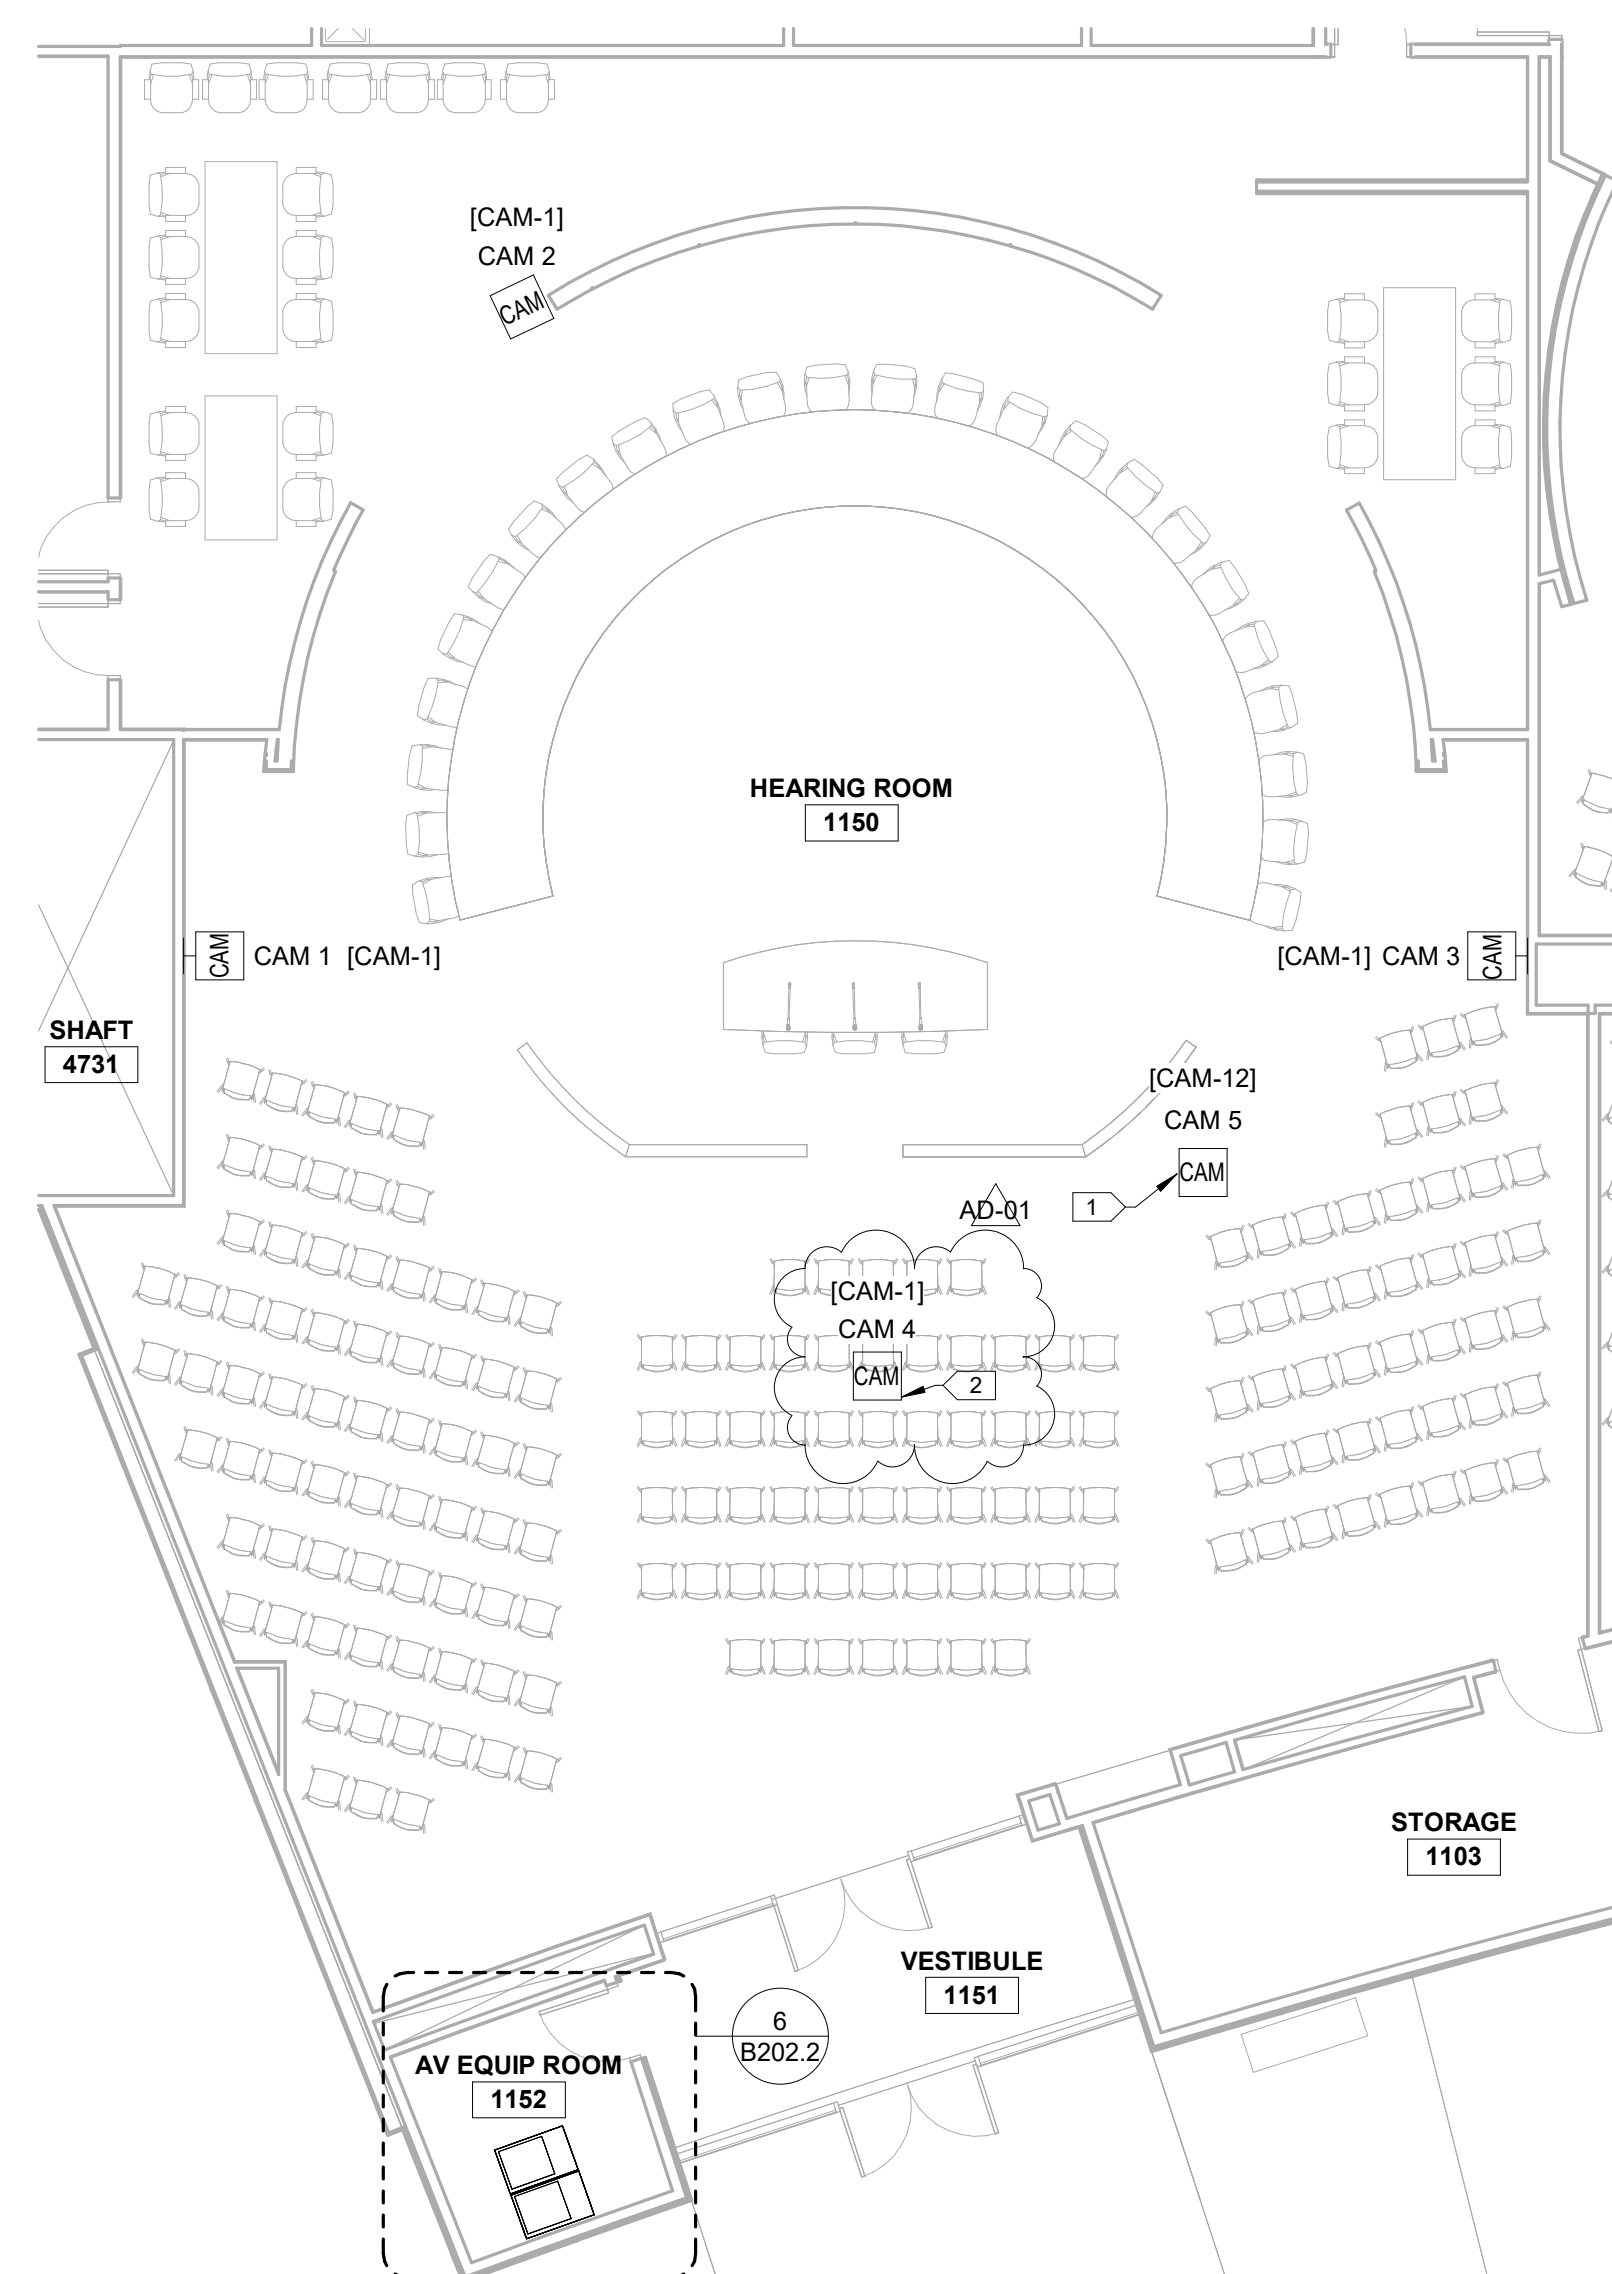 [CAM-1]
CAM 2
CAM
HEARING ROOM
1150
CAM
CAM 1 [CAM-1]
[CAM-1] CAM 3
CAM
SHAFT
4731
[CAM-12]
CAM 5
CAM
1
AD-01
[CAM-1]
CAM 4
CAM
2
STORAGE
1103
VESTIBULE
1151
6
B202.2
AV EQUIP ROOM
1152